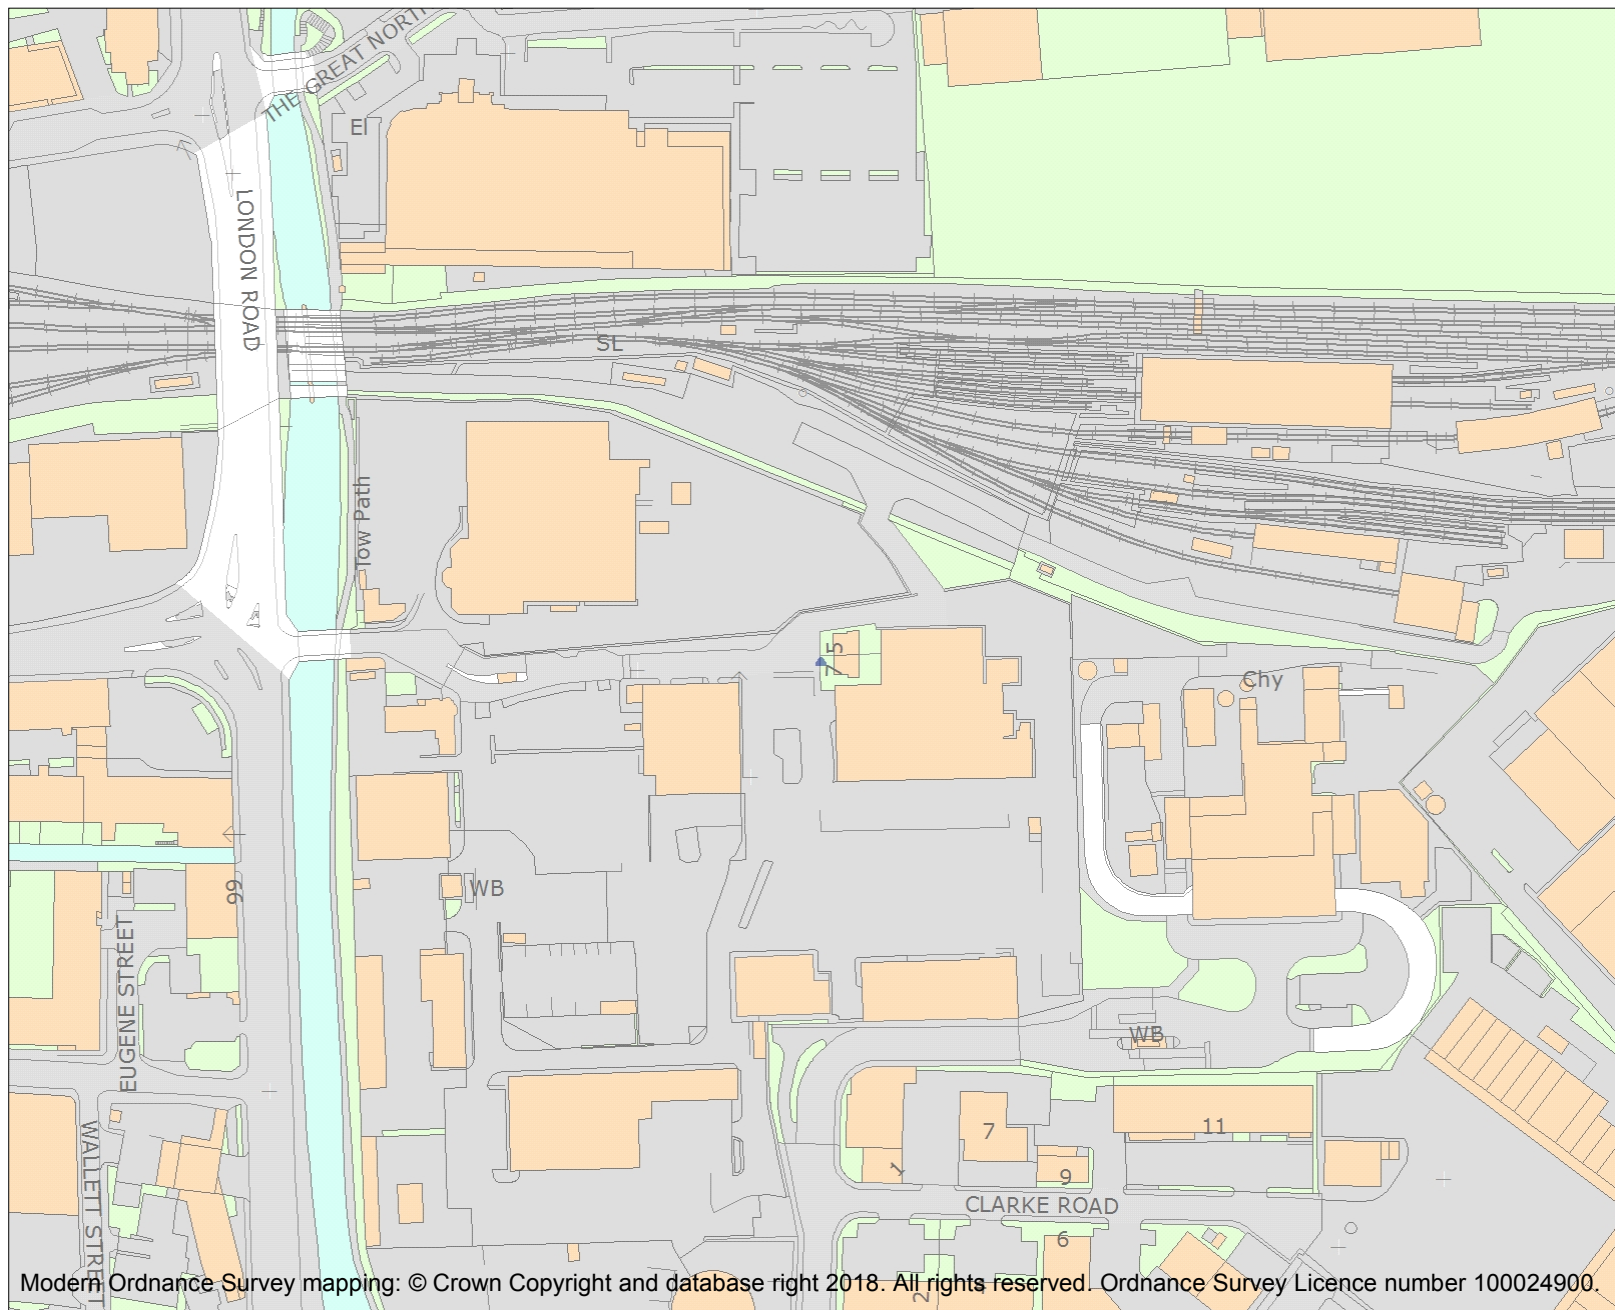 THE GREAT NORTH
El
LONDON ROAD
SL
Tow Path
75
Chy
99
WB
EUGENE STREET
WB
WALLETT STREET
7
11
1
9
CLARKE ROAD
6
2
Modern Ordnance Survey mapping: © Crown Copyright and database right 2018. All rights reserved. Ordnance Survey Licence number 100024900.